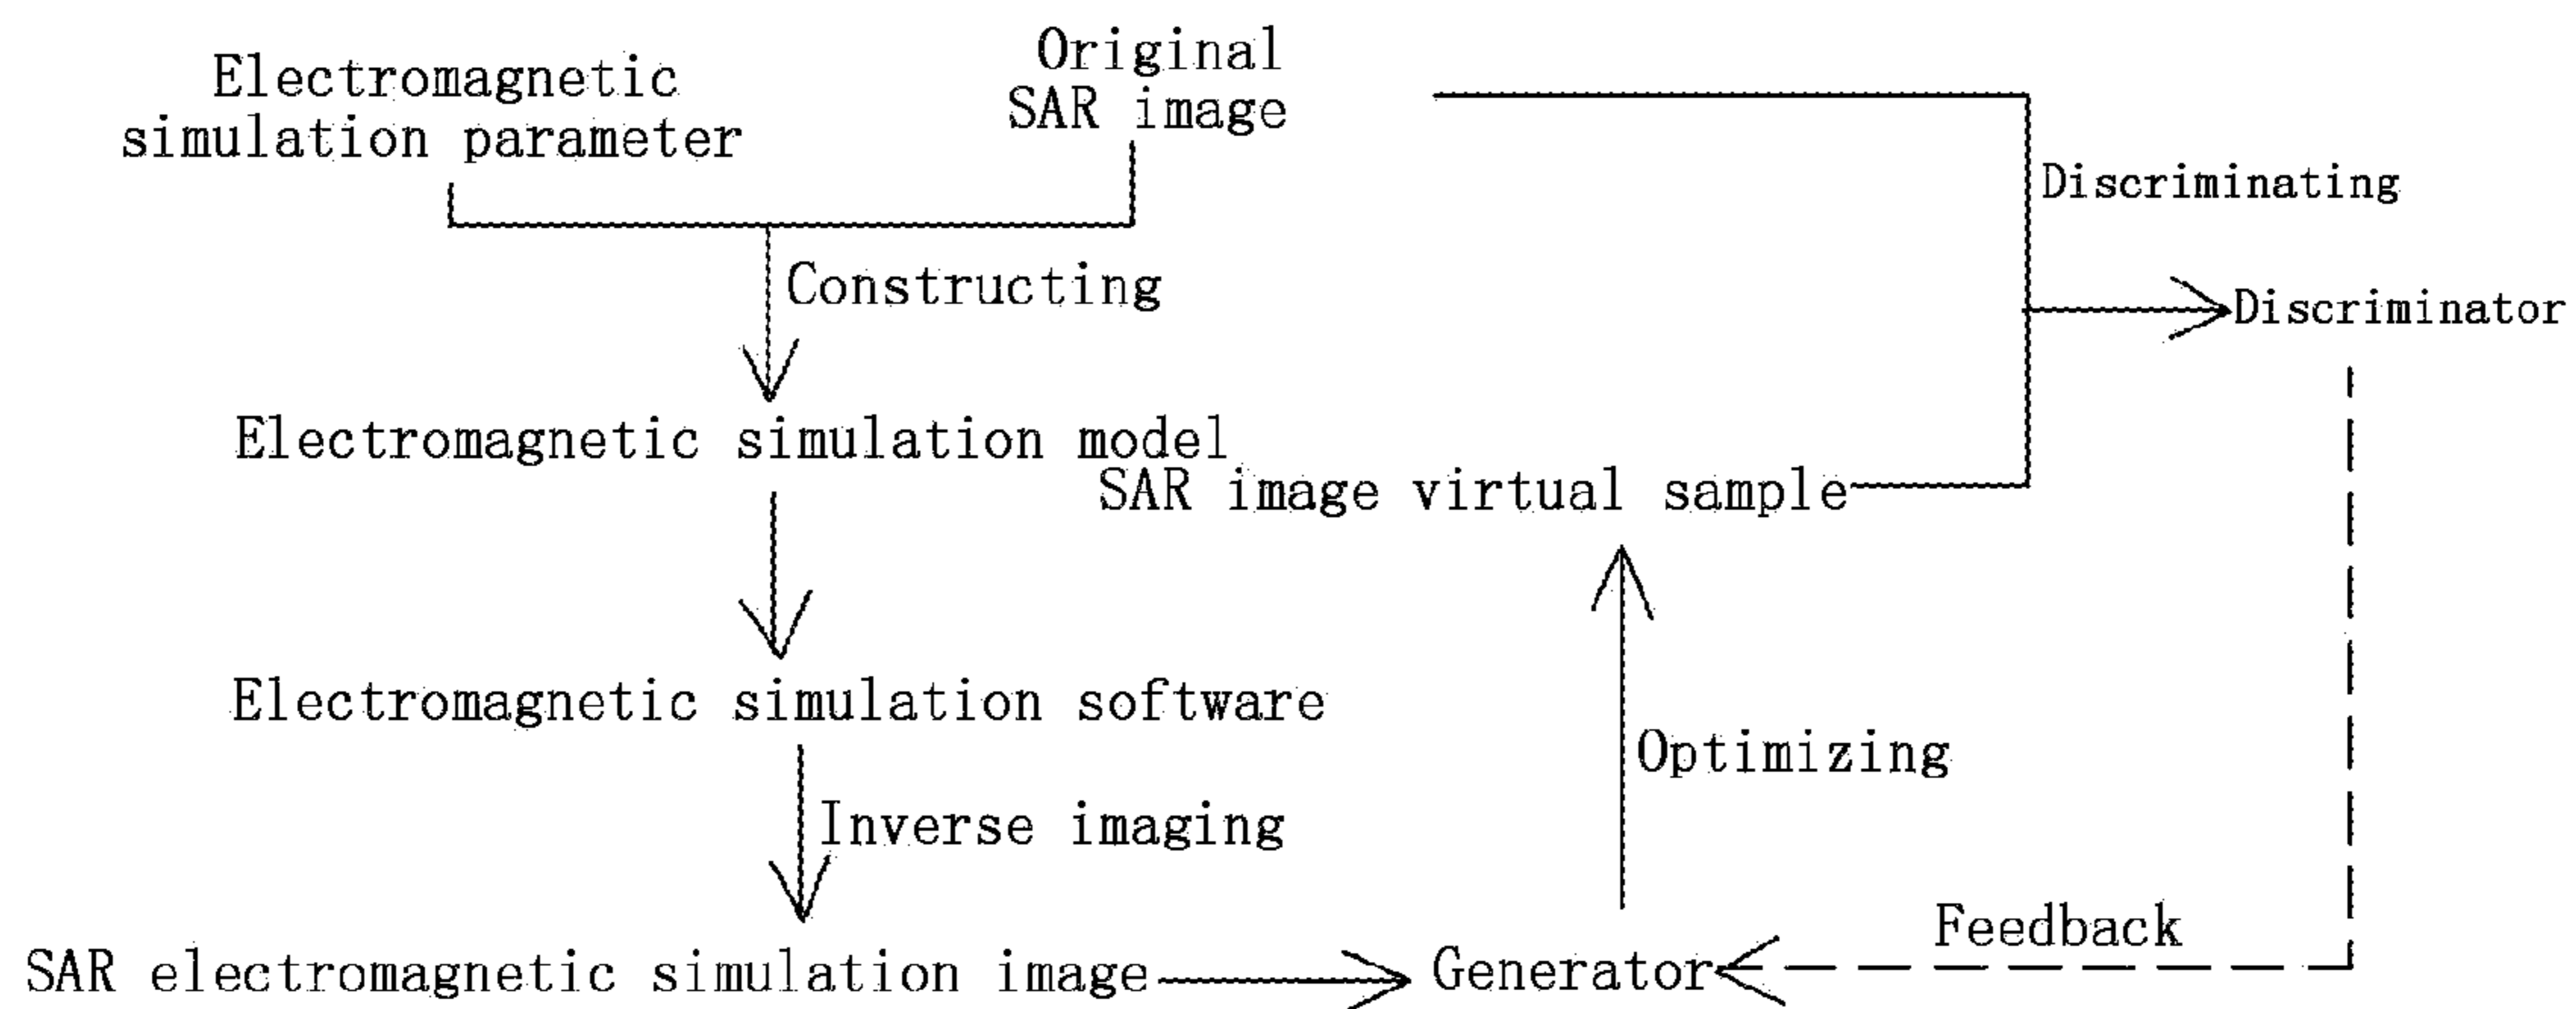 Electromagnetic
simulation parameter
Original
SAR image
Discriminating
Constructing
Discriminator
Electromagnetic simulation model
SAR image virtual sample
Electromagnetic simulation software
Optimizing
Inverse imaging
Feedback
SAR electromagnetic simulation image
Generator